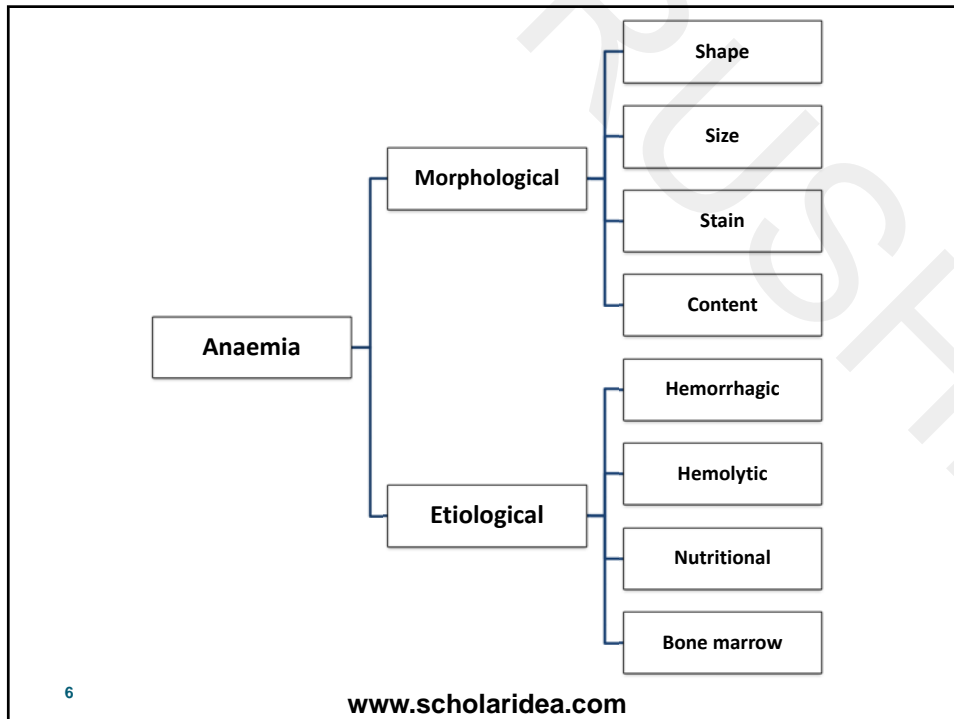 Anaemia
Morphological
Shape
Size
Stain
Content
Etiological
Hemorrhagic
Hemolytic
Nutritional
Bone marrow
6
www.scholaridea.com